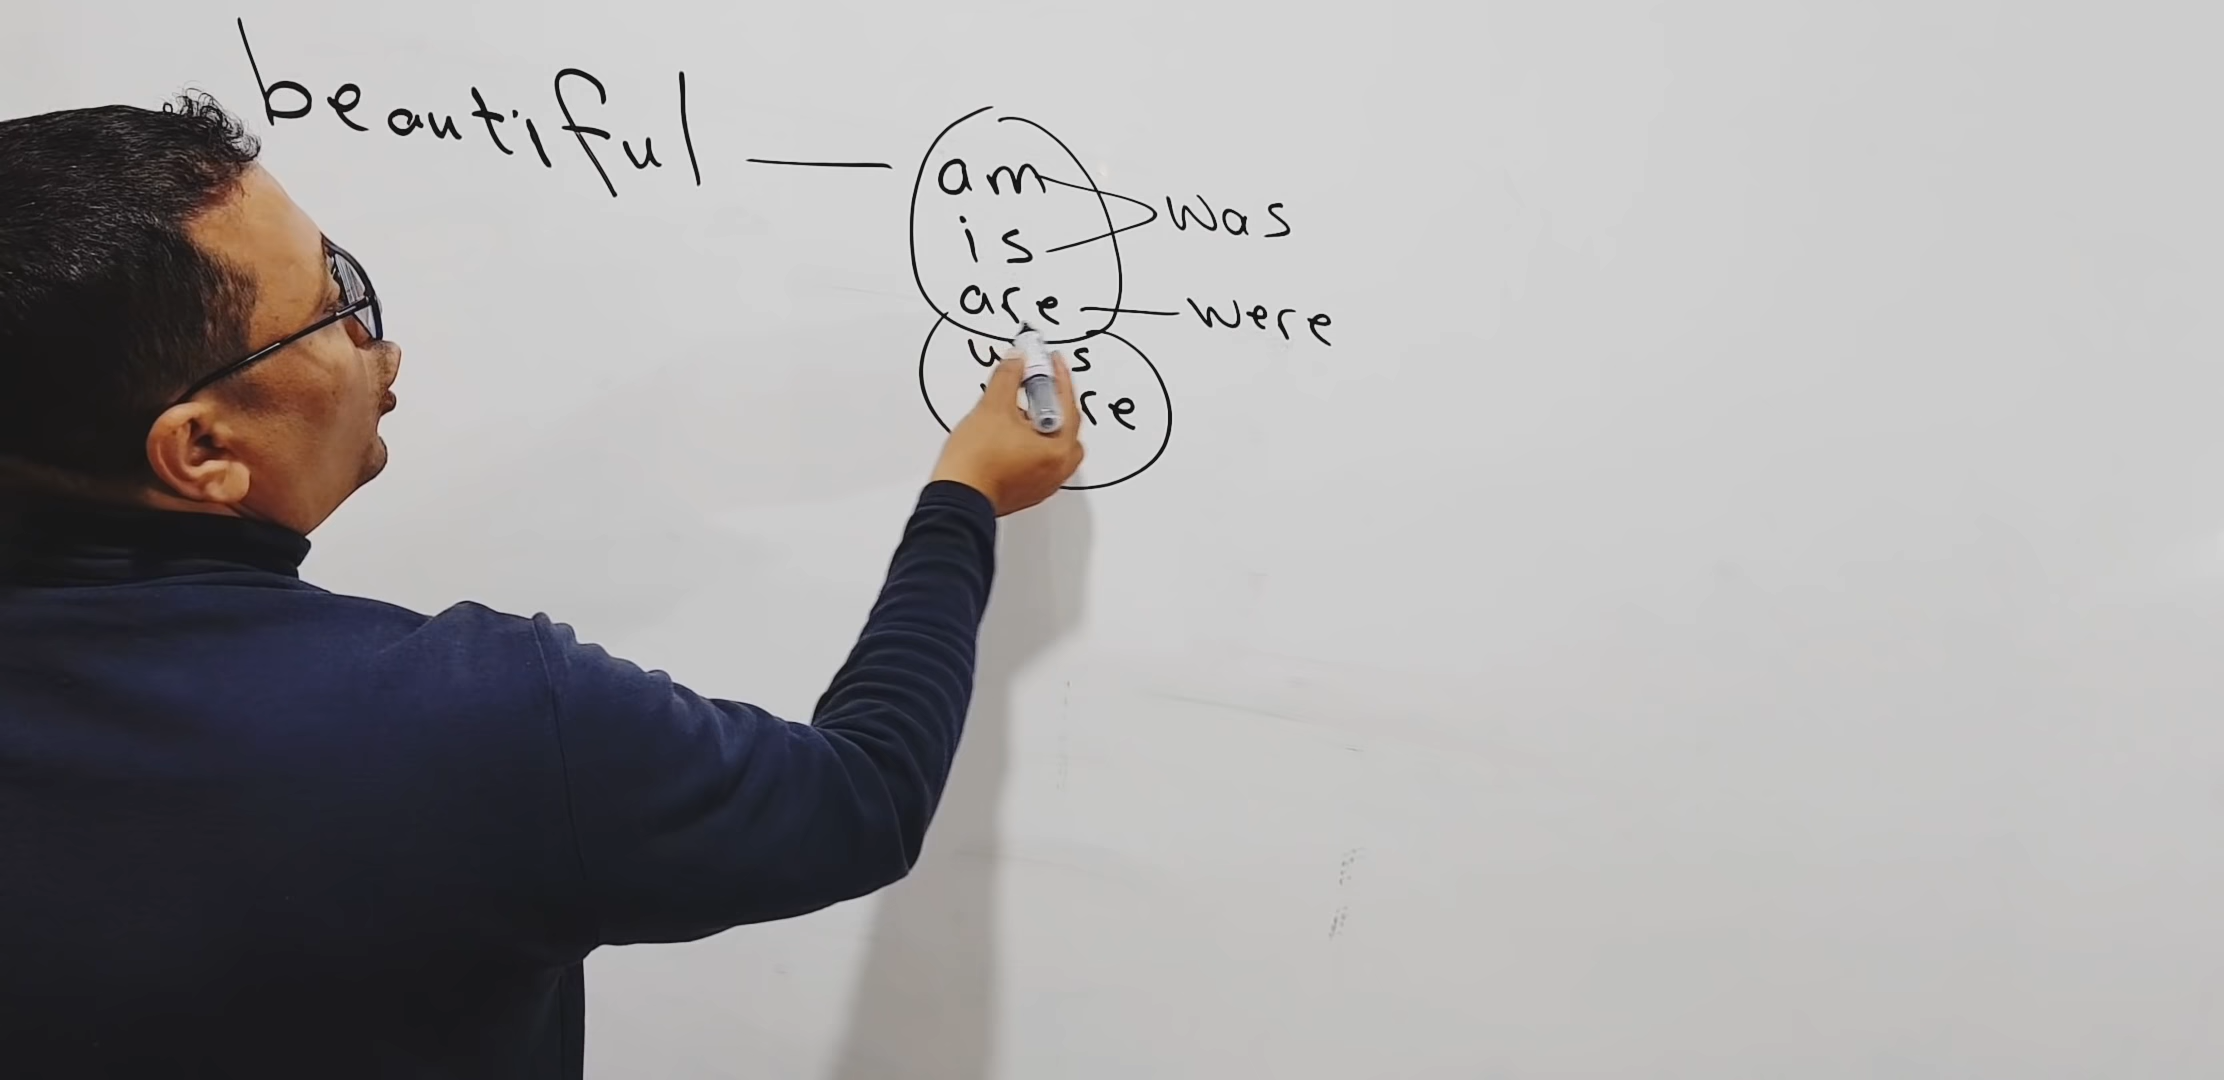 beautiful — am
is
was
are — were